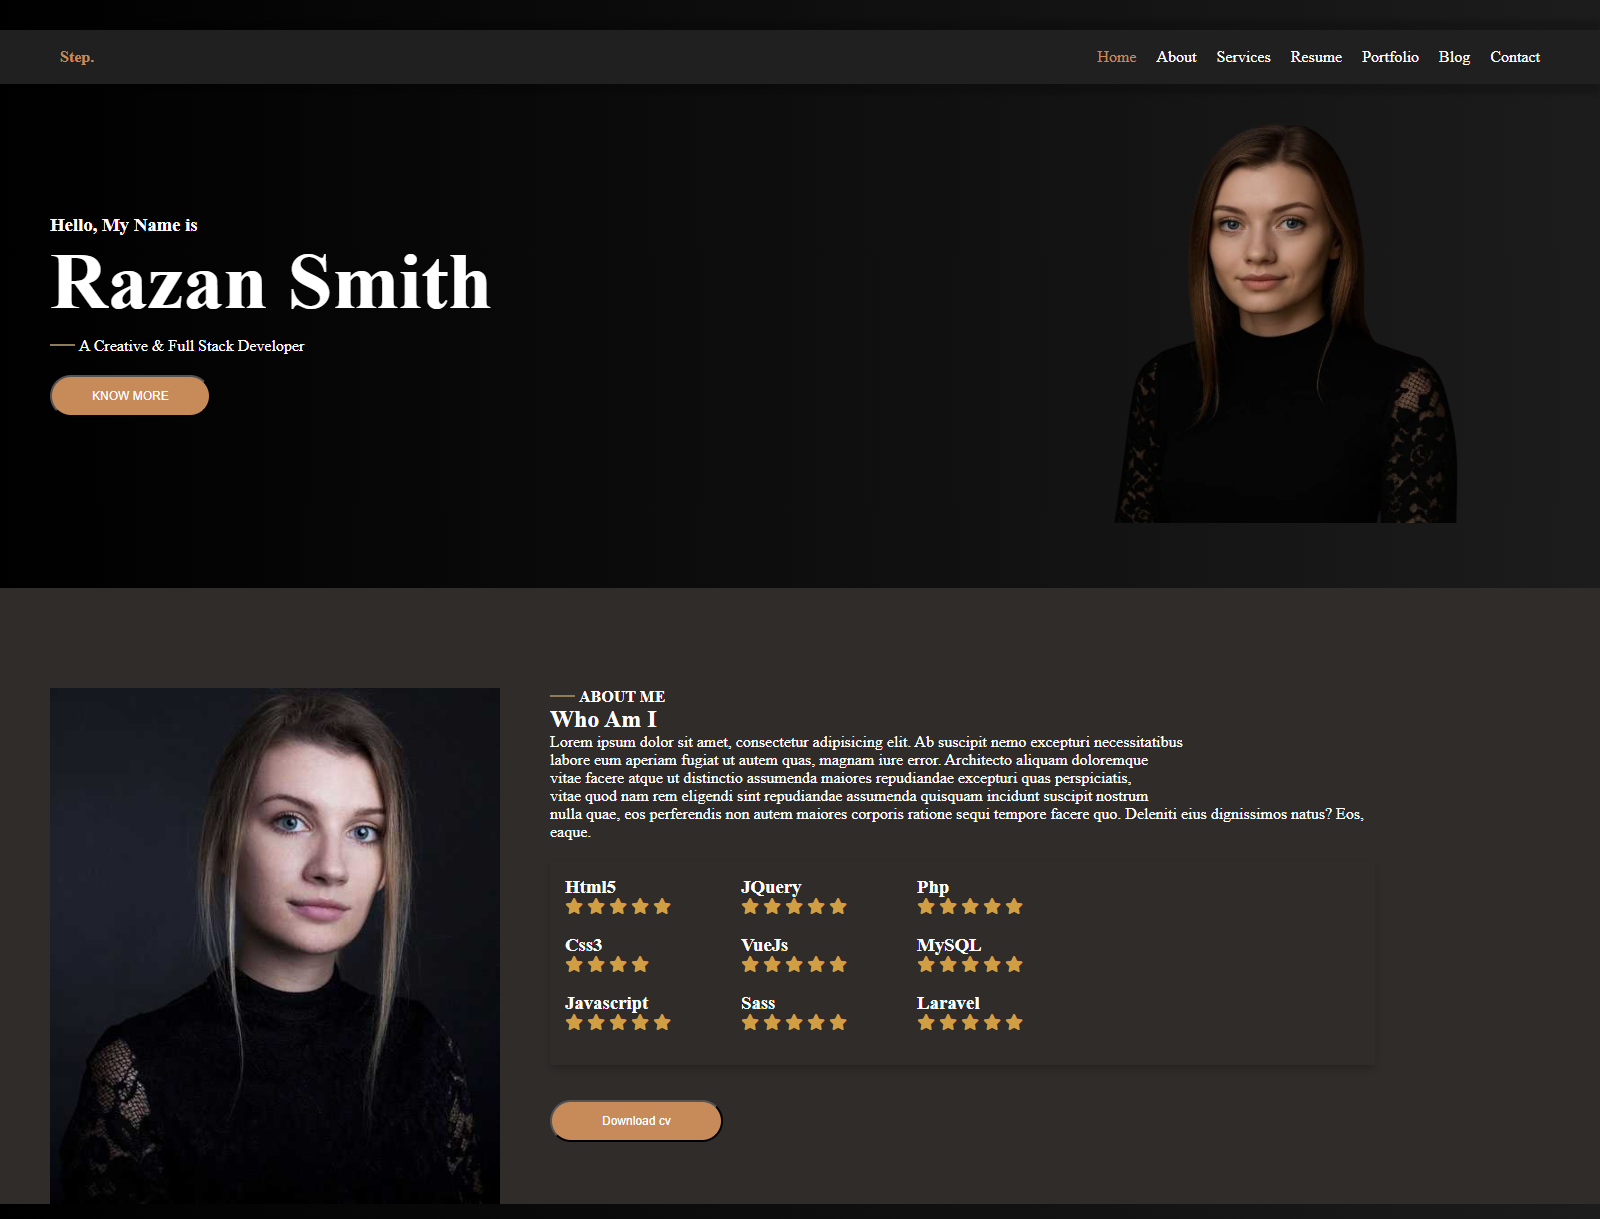 Step.
Home About Services Resume Portfolio Blog Contact
Hello, My Name is
Razan Smith
A Creative & Full Stack Developer
KNOW MORE
ABOUT ME
Who Am I
Lorem ipsum dolor sit amet, consectetur adipisicing elit. Ab suscipit nemo excepturi necessitatibus
labore eum aperiam fugiat ut autem quas, magnam iure error. Architecto aliquam doloremque
vitae facere atque ut distinctio assumenda maiores repudiandae excepturi quas perspiciatis,
vitae quod nam rem eligendi sint repudiandae assumenda quisquam incidunt suscipit nostrum
nulla quae, eos perferendis non autem maiores corporis ratione sequi tempore facere quo. Deleniti eius dignissimos natus? Eos,
eaque.
Html5 JQuery Php
Css3 VueJs MySQL
Javascript Sass Laravel
Download cv